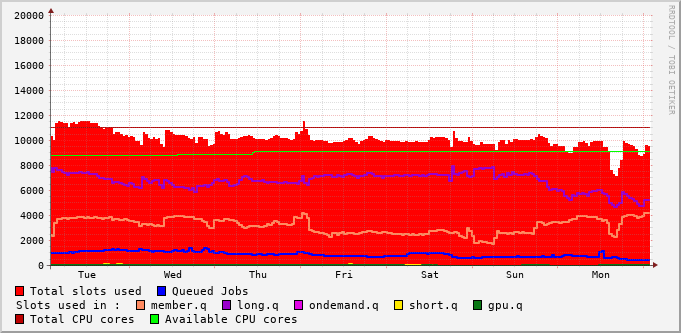 20000
18000
16000
14000
12000
10000
8000
6000
4000
2000
0
Tue Wed Thu Fri Sat Sun Mon
Total slots used Queued Jobs
Slots used in : member.q long.q ondemand.q short.q gpu.q
Total CPU cores Available CPU cores
RRDTOOL / TOBI OETIKER